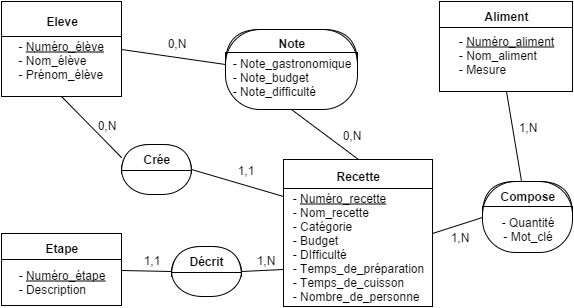 Eleve
- Numéro_élève
- Nom_élève
- Prénom_élève
0,N
Note
- Note_gastronomique
- Note_budget
- Note_difficulté
Aliment
- Numéro_aliment
- Nom_aliment
- Mesure
0,N
0,N
1,N
Crée
1,1
Recette
- Numéro_recette
- Nom_recette
- Catégorie
- Budget
- DIfficulté
- Temps_de_préparation
- Temps_de_cuisson
- Nombre_de_personne
Compose
- Quantité
- Mot_clé
1,N
Etape
- Numéro_étape
- Description
1,1
Décrit
1,N